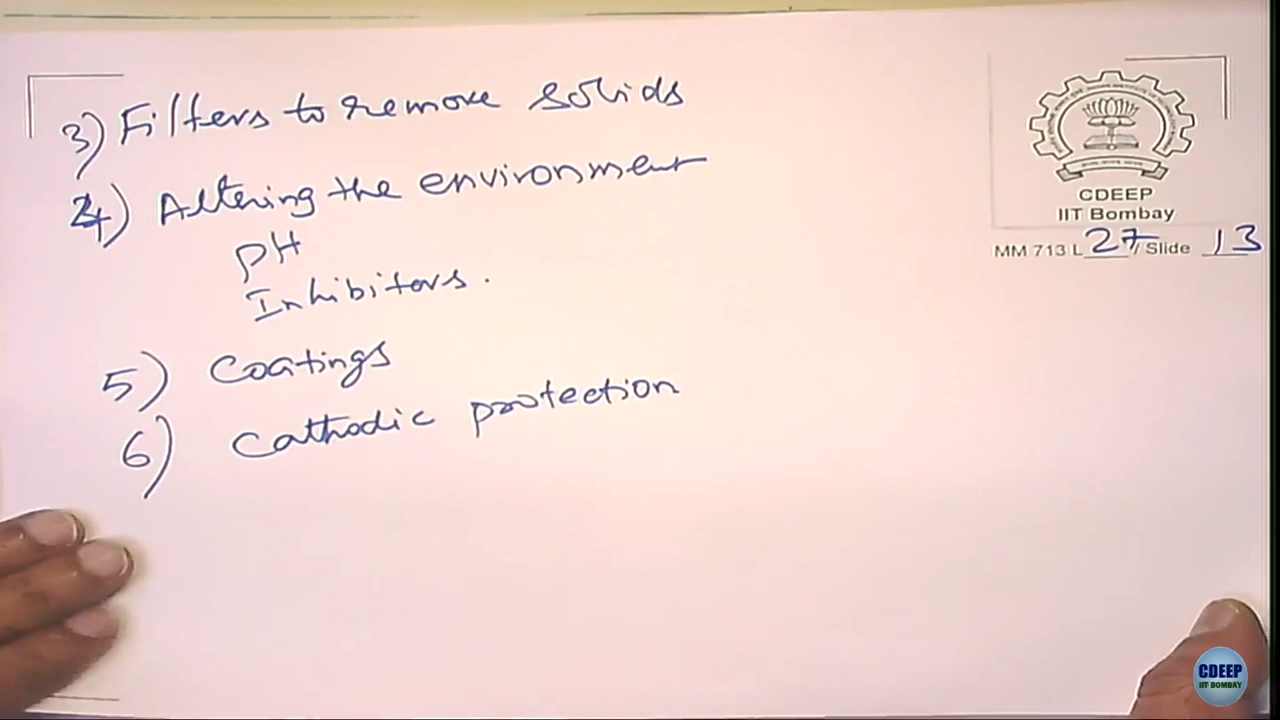 3) Filters to remove solids
4) Altering the environment
pH
Inhibitors.
5) Coatings
6) Cathodic protection
CDEEP
IIT Bombay
MM 713 L 27 / Slide 13
CDEEP
IIT BOMBAY